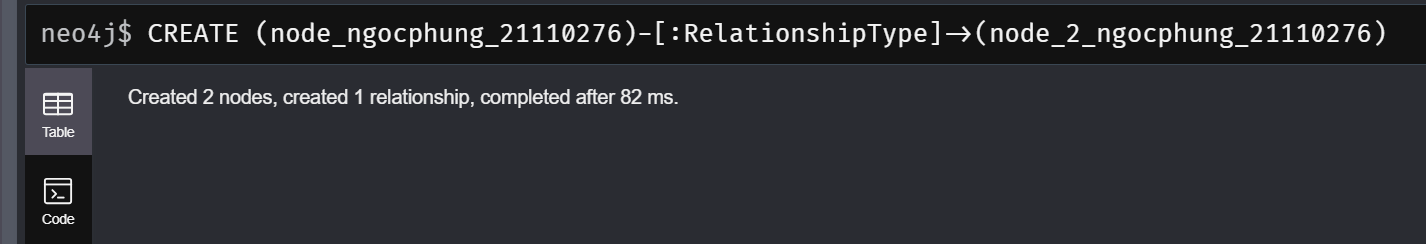 neo4j$ CREATE (node_ngocphung_21110276)-[:RelationshipType]->(node_2_ngocphung_21110276)
Table
Created 2 nodes, created 1 relationship, completed after 82 ms.
Code